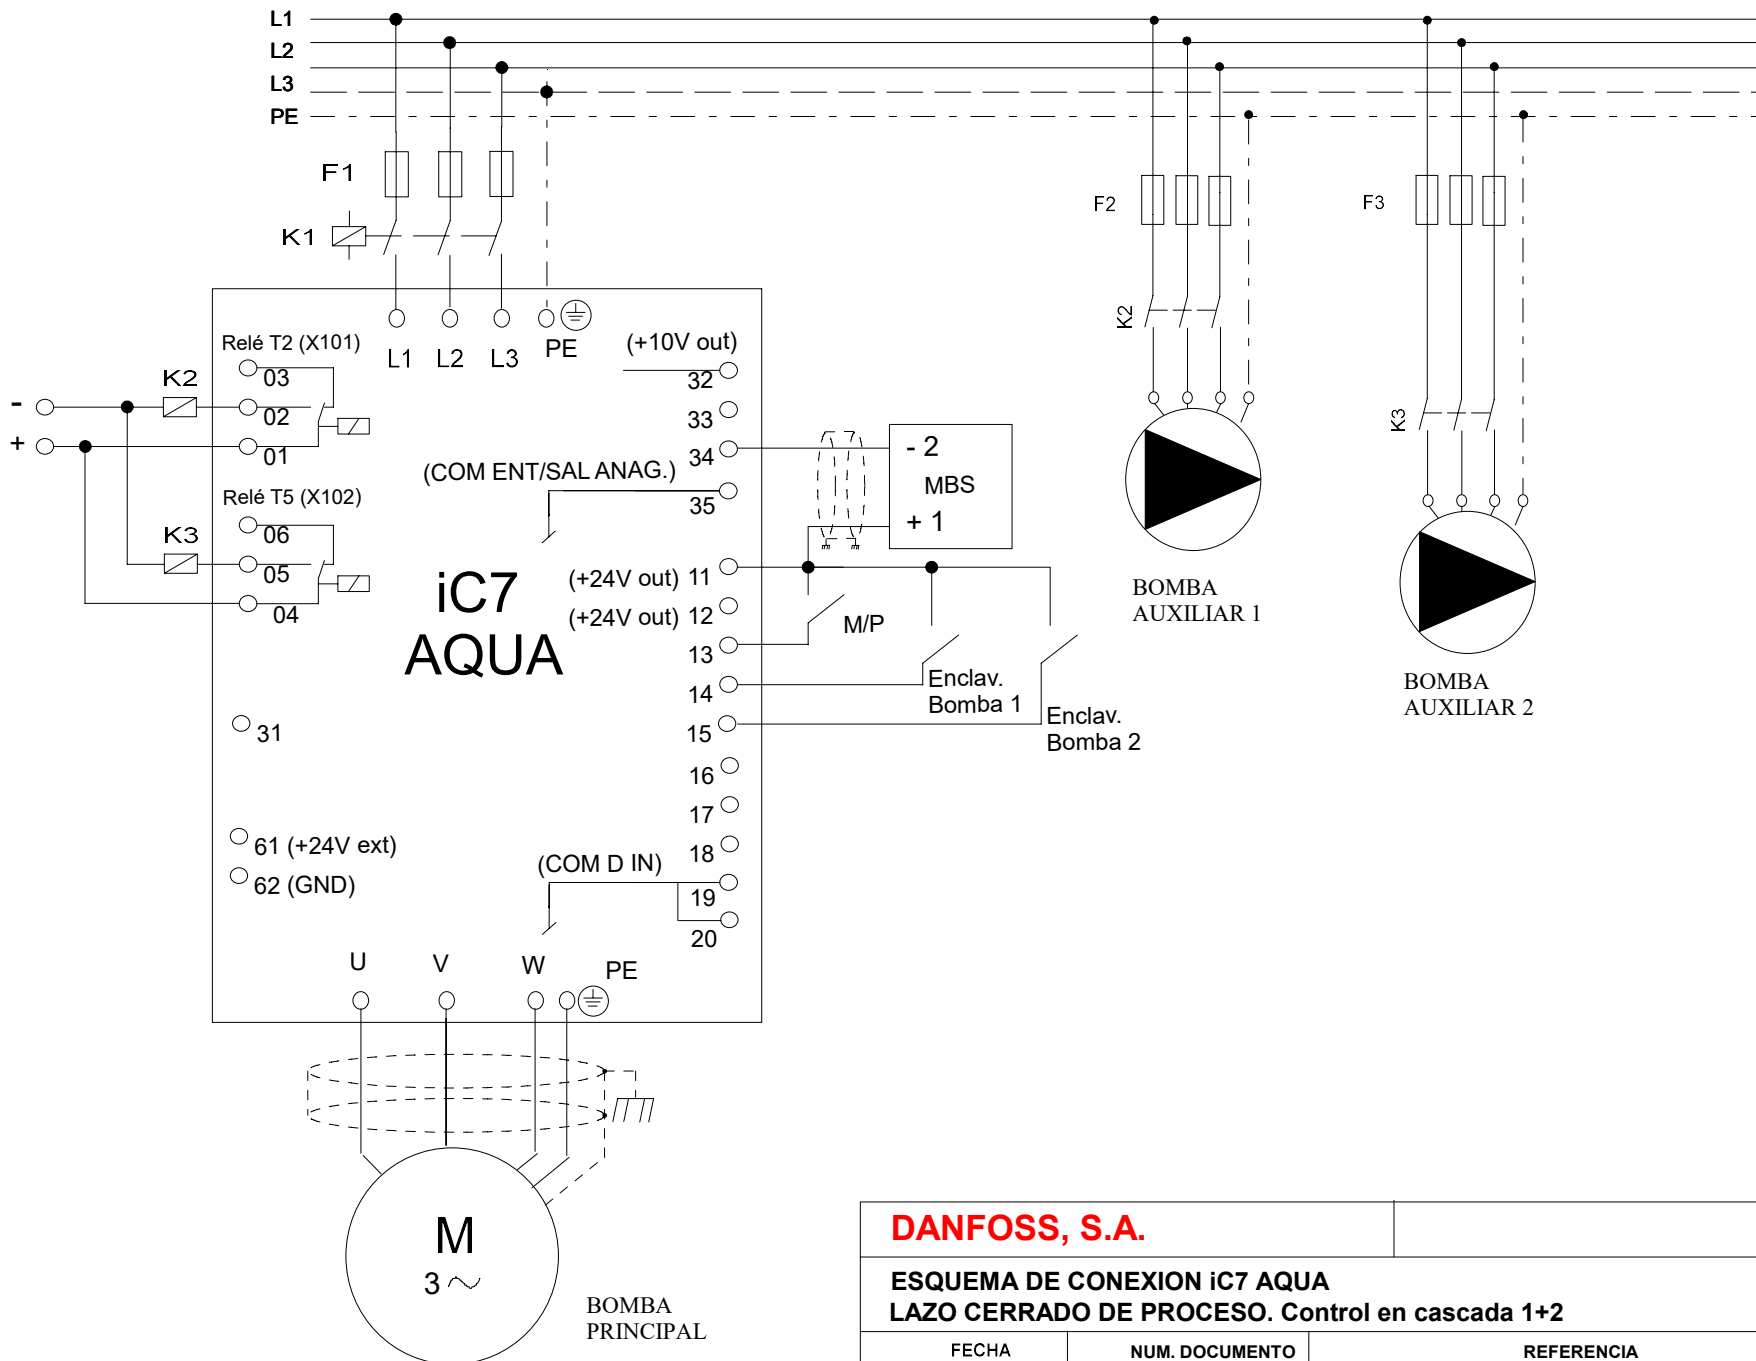 L1
L2
L3
PE
F1
K1
F2
F3
K2
K3
Relé T2 (X101)
03
02
01
K2
-
+
Relé T5 (X102)
06
05
04
K3
L1 L2 L3 PE
(+10V out)
32
33
34
(COM ENT/SAL ANAG.)
35
- 2
MBS
+ 1
iC7
AQUA
(+24V out) 11
(+24V out) 12
13
14
15
16
17
18
(COM D IN)
19
20
M/P
Enclav.
Bomba 1
Enclav.
Bomba 2
31
61 (+24V ext)
62 (GND)
U V W PE
BOMBA
AUXILIAR 1
BOMBA
AUXILIAR 2
M
3
BOMBA
PRINCIPAL
DANFOSS, S.A.
ESQUEMA DE CONEXION iC7 AQUA
LAZO CERRADO DE PROCESO. Control en cascada 1+2
FECHA NUM. DOCUMENTO REFERENCIA